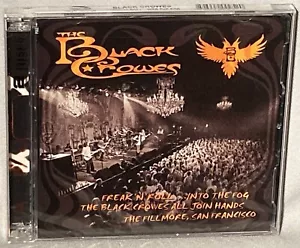 THE
BLACK
CROWES
FREAK 'N' ROLL ...INTO THE FOG
THE BLACK CROWES ALL JOIN HANDS
THE FILLMORE, SAN FRANCISCO